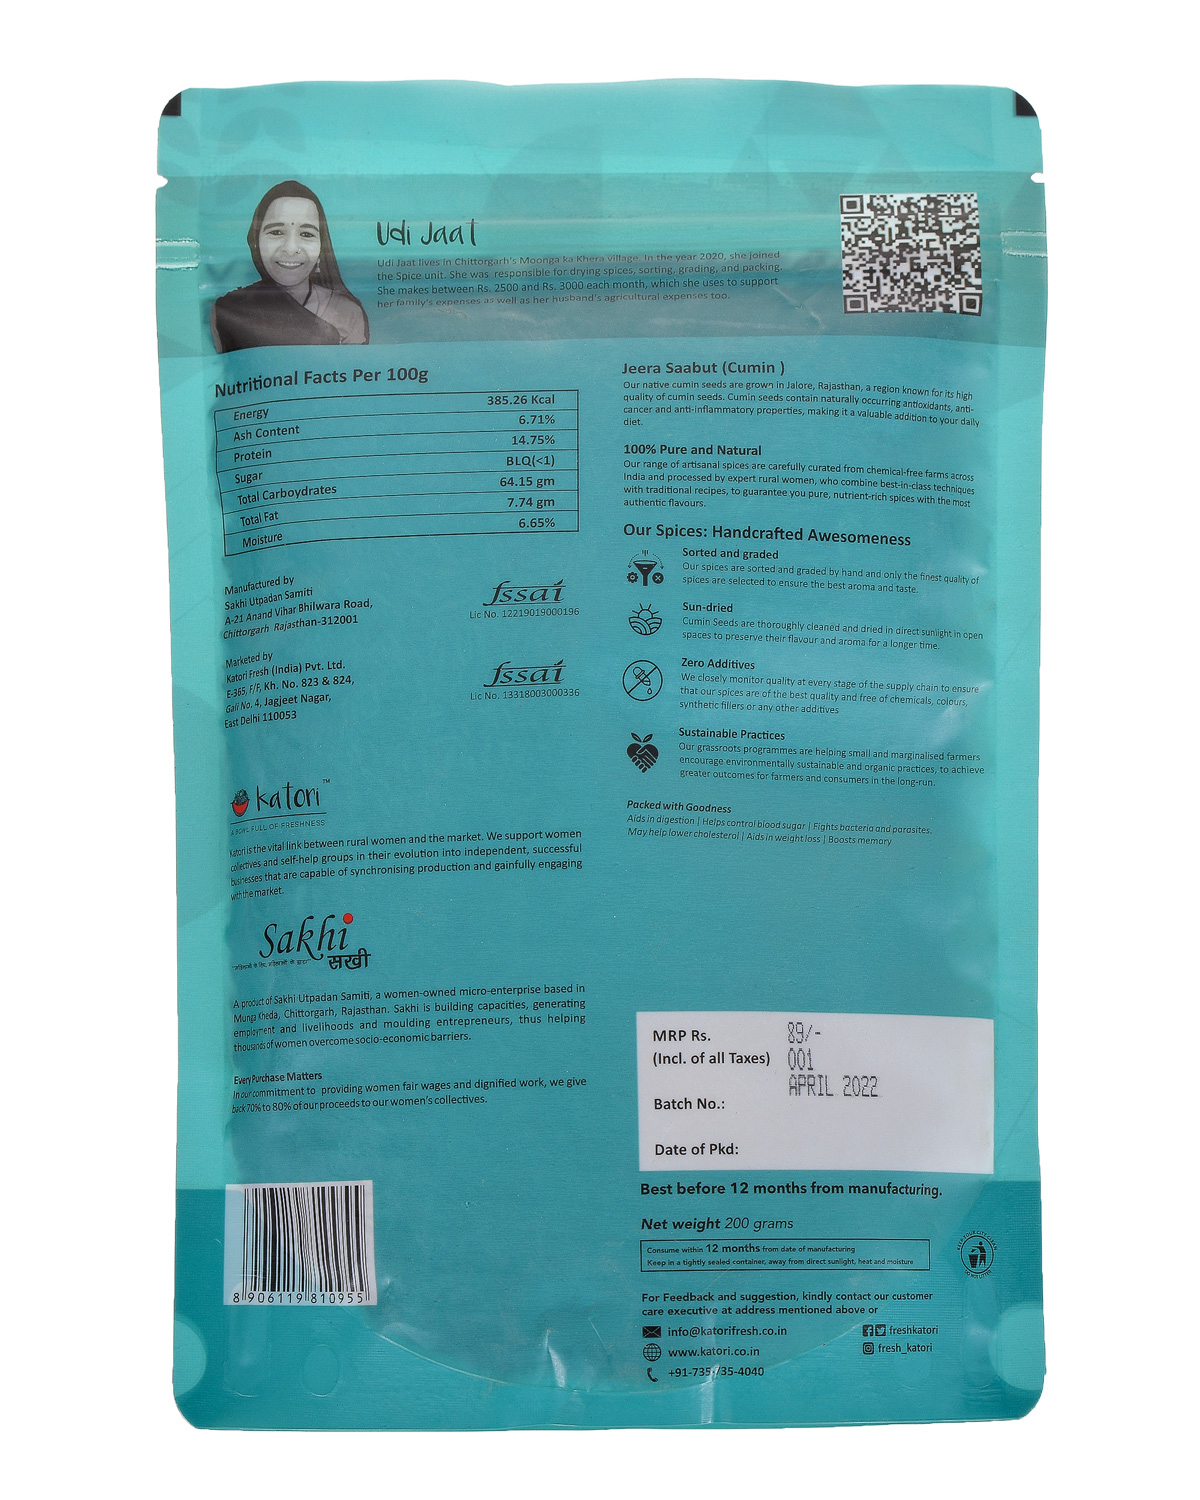 Udi Jaat
Udi Jaat lives in Chittorgarh's Moonga ka Khera village. In the year 2020, she joined
the Spice unit. She was responsible for drying spices, sorting, grading, and packing.
She makes between Rs. 2500 and Rs. 3000 each month, which she uses to support
her family's expenses as well as her husband's agricultural expenses too.
Nutritional Facts Per 100g
Energy 385.26 Kcal
Ash Content 6.71%
Protein 14.75%
Sugar BLQ(<1)
Total Carboydrates 64.15 gm
Total Fat 7.74 gm
Moisture 6.65%
Manufactured by
Sakhi Utpadan Samiti
A-21 Anand Vihar Bhilwara Road,
Chittorgarh Rajasthan-312001
fssai
Lic No. 12219019000196
Marketed by
Katori Fresh (India) Pvt. Ltd.
E-365, F/F, Kh. No. 823 & 824,
Gali No. 4, Jagjeet Nagar,
East Delhi 110053
fssai
Lic No. 13318003000336
katori™
A BOWL FULL OF FRESHNESS
Katori is the vital link between rural women and the market. We support women
collectives and self-help groups in their evolution into independent, successful
businesses that are capable of synchronising production and gainfully engaging
with the market.
Sakhi
सखी
A product of Sakhi Utpadan Samiti, a women-owned micro-enterprise based in
Munga Kheda, Chittorgarh, Rajasthan. Sakhi is building capacities, generating
employment and livelihoods and moulding entrepreneurs, thus helping
thousands of women overcome socio-economic barriers.
Every Purchase Matters
In our commitment to providing women fair wages and dignified work, we give
back 70% to 80% of our proceeds to our women's collectives.
8 906119 810955
Jeera Saabut (Cumin )
Our native cumin seeds are grown in Jalore, Rajasthan, a region known for its high
quality of cumin seeds. Cumin seeds contain naturally occurring antioxidants, anti-
cancer and anti-inflammatory properties, making it a valuable addition to your daily
diet.
100% Pure and Natural
Our range of artisanal spices are carefully curated from chemical-free farms across
India and processed by expert rural women, who combine best-in-class techniques
with traditional recipes, to guarantee you pure, nutrient-rich spices with the most
authentic flavours.
Our Spices: Handcrafted Awesomeness
Sorted and graded
Our spices are sorted and graded by hand and only the finest quality of
spices are selected to ensure the best aroma and taste.
Sun-dried
Cumin Seeds are thoroughly cleaned and dried in direct sunlight in open
spaces to preserve their flavour and aroma for a longer time.
Zero Additives
We closely monitor quality at every stage of the supply chain to ensure
that our spices are of the best quality and free of chemicals, colours,
synthetic fillers or any other additives
Sustainable Practices
Our grassroots programmes are helping small and marginalised farmers
encourage environmentally sustainable and organic practices, to achieve
greater outcomes for farmers and consumers in the long-run.
Packed with Goodness
Aids in digestion | Helps control blood sugar | Fights bacteria and parasites.
May help lower cholesterol | Aids in weight loss | Boosts memory
MRP Rs. 89/-
(Incl. of all Taxes) 001
APRIL 2022
Batch No.:
Date of Pkd:
Best before 12 months from manufacturing.
Net weight 200 grams
Consume within 12 months from date of manufacturing
Keep in a tightly sealed container, away from direct sunlight, heat and moisture
KEEP YOUR CITY CLEAN
DO NOT LITTER
For Feedback and suggestion, kindly contact our customer
care executive at address mentioned above or
info@katorifresh.co.in
freshkatori
www.katori.co.in
fresh_katori
+91-735-735-4040